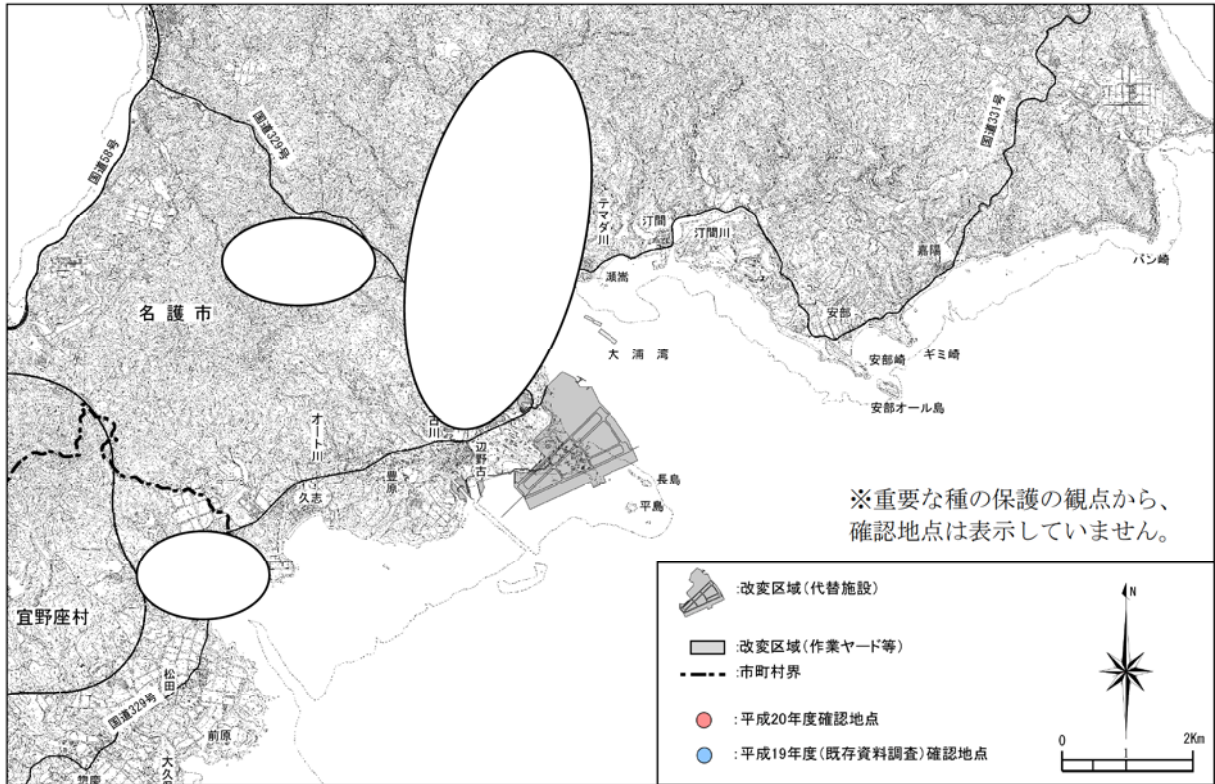 国道58号
国道329号
国道331号
テマダ川
汀間
汀間川
瀬嵩
嘉陽
バン崎
名護市
安部
大浦湾
安部崎
ギミ崎
安部オール島
オート川
古川
辺野古
豊原
久志
長島
平島
※重要な種の保護の観点から、
確認地点は表示していません。
宜野座村
松田
国道329号
前原
惣慶
:改変区域(代替施設)
:改変区域(作業ヤード等)
:市町村界
:平成20年度確認地点
:平成19年度(既存資料調査)確認地点
N
0 2Km